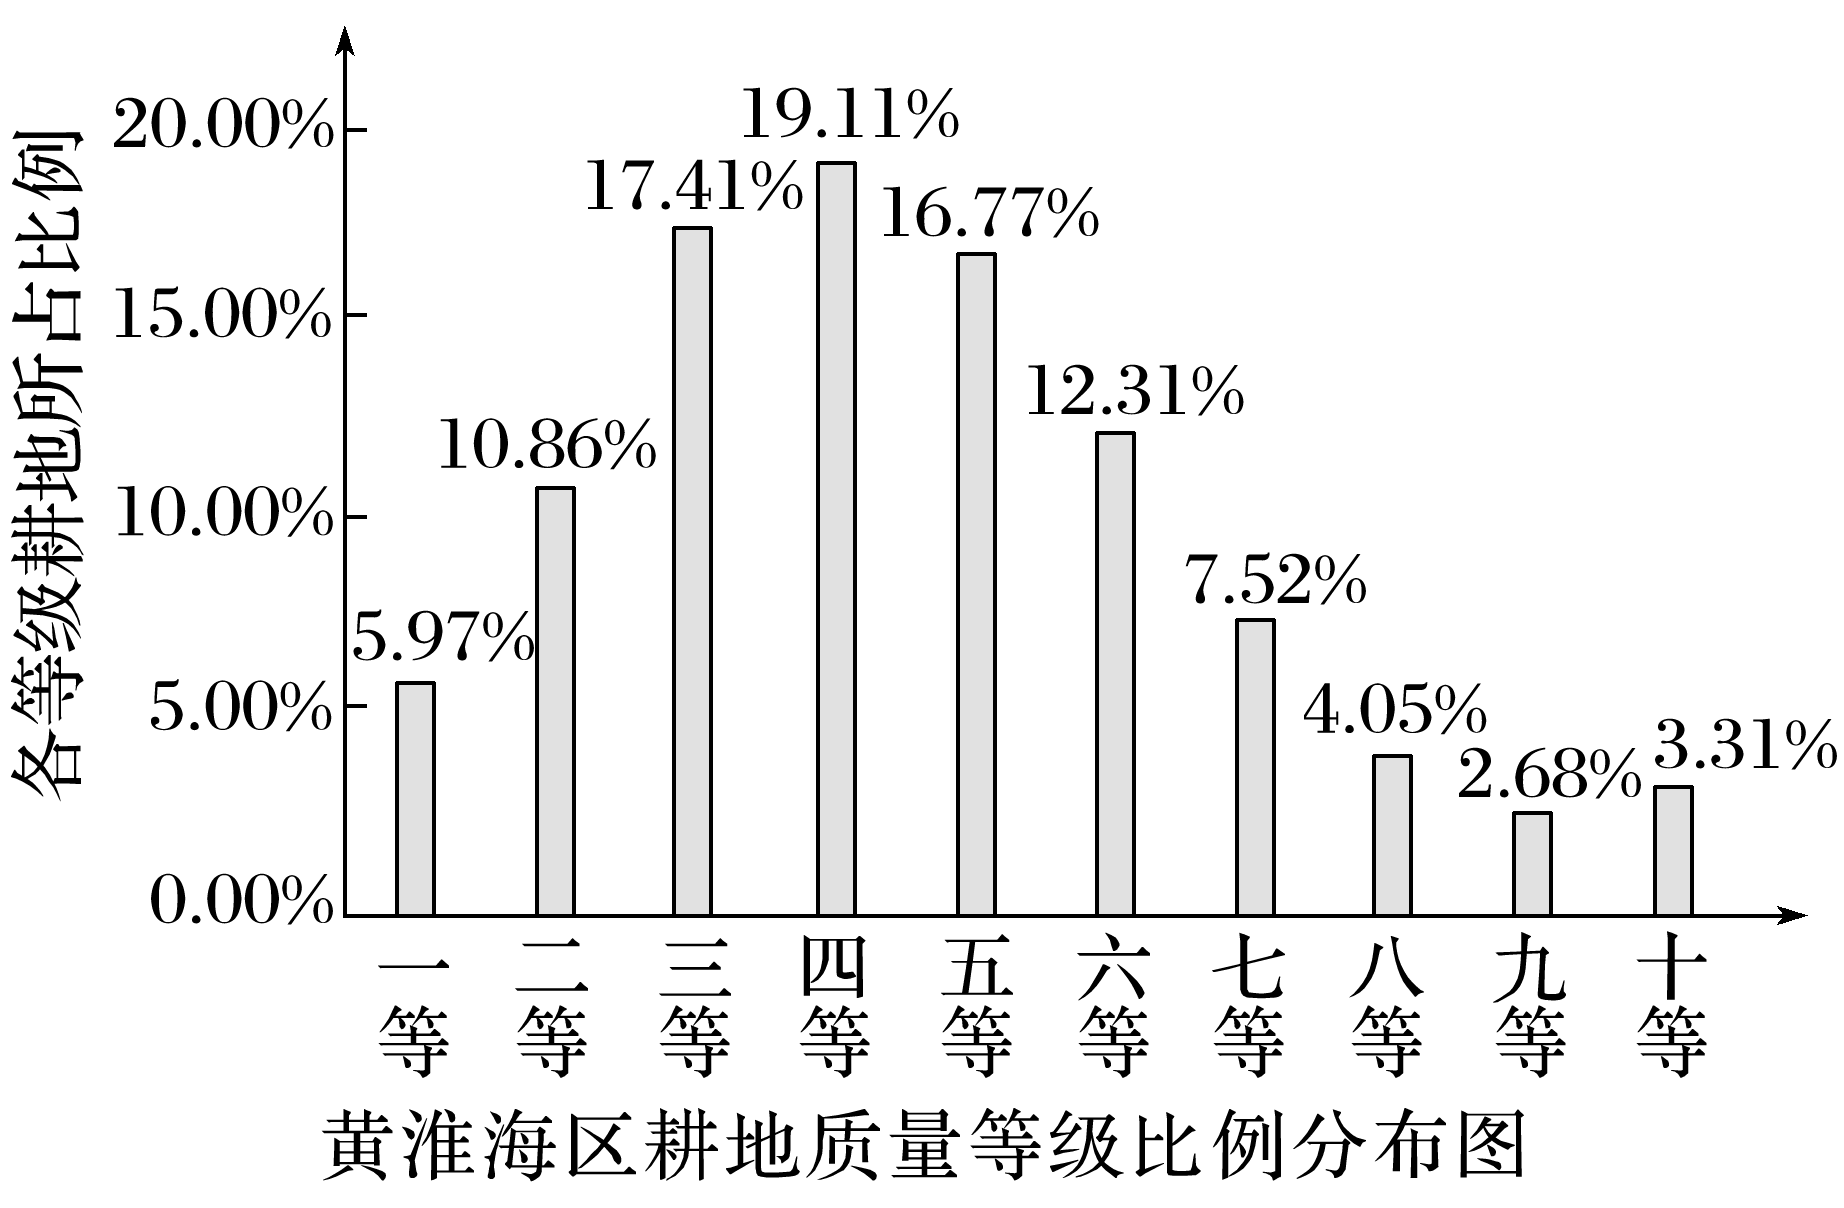 各等级耕地所占比例
20.00%
15.00%
10.00%
5.00%
0.00%
5.97%
10.86%
17.41%
19.11%
16.77%
12.31%
7.52%
4.05%
2.68%
3.31%
一等
二等
三等
四等
五等
六等
七等
八等
九等
十等
黄淮海区耕地质量等级比例分布图